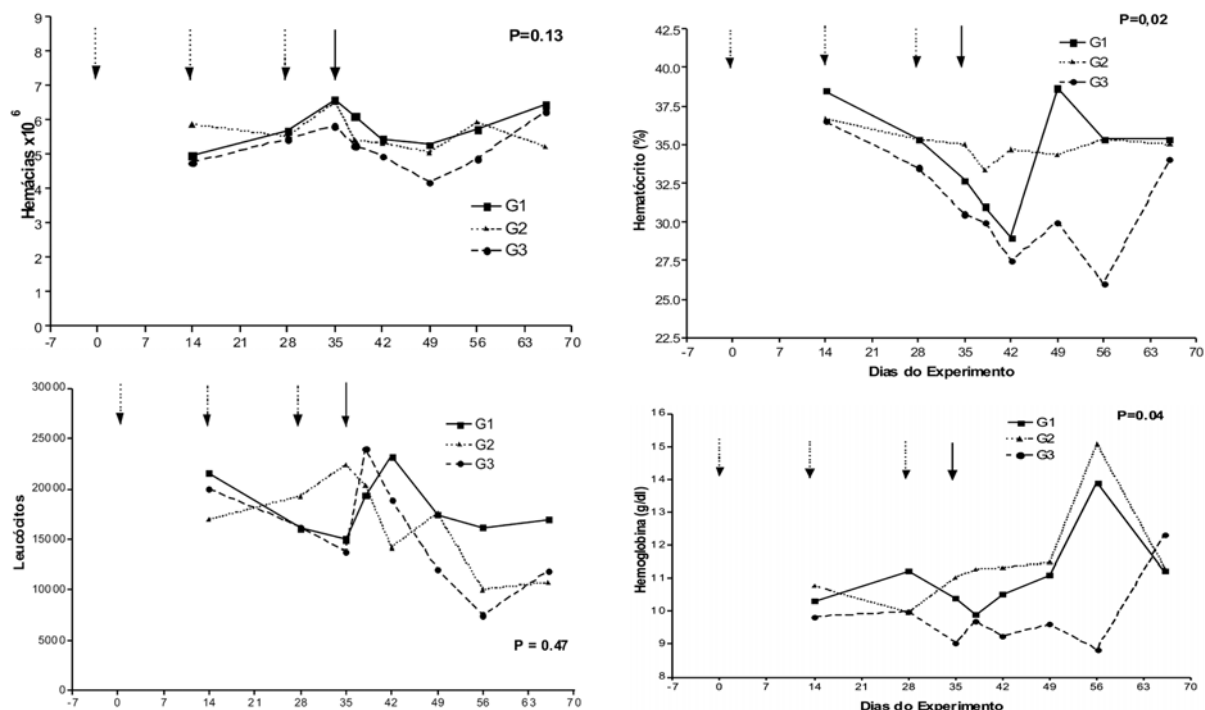 P=0.13
9
8
7
6
5
4
3
2
1
0
Hemácias x10^6
G1
G2
G3
-7 0 7 14 21 28 35 42 49 56 63 70
P=0,02
42.5
40.0
37.5
35.0
32.5
30.0
27.5
25.0
22.5
Hematócrito (%)
G1
G2
G3
-7 0 7 14 21 28 35 42 49 56 63 70
Dias do Experimento
30000
25000
20000
15000
10000
5000
0
Leucócitos
G1
G2
G3
P = 0.47
-7 0 7 14 21 28 35 42 49 56 63 70
P=0.04
16
15
14
13
12
11
10
9
8
Hemoglobina (g/dl)
G1
G2
G3
-7 0 7 14 21 28 35 42 49 56 63 70
Dias do Experimento